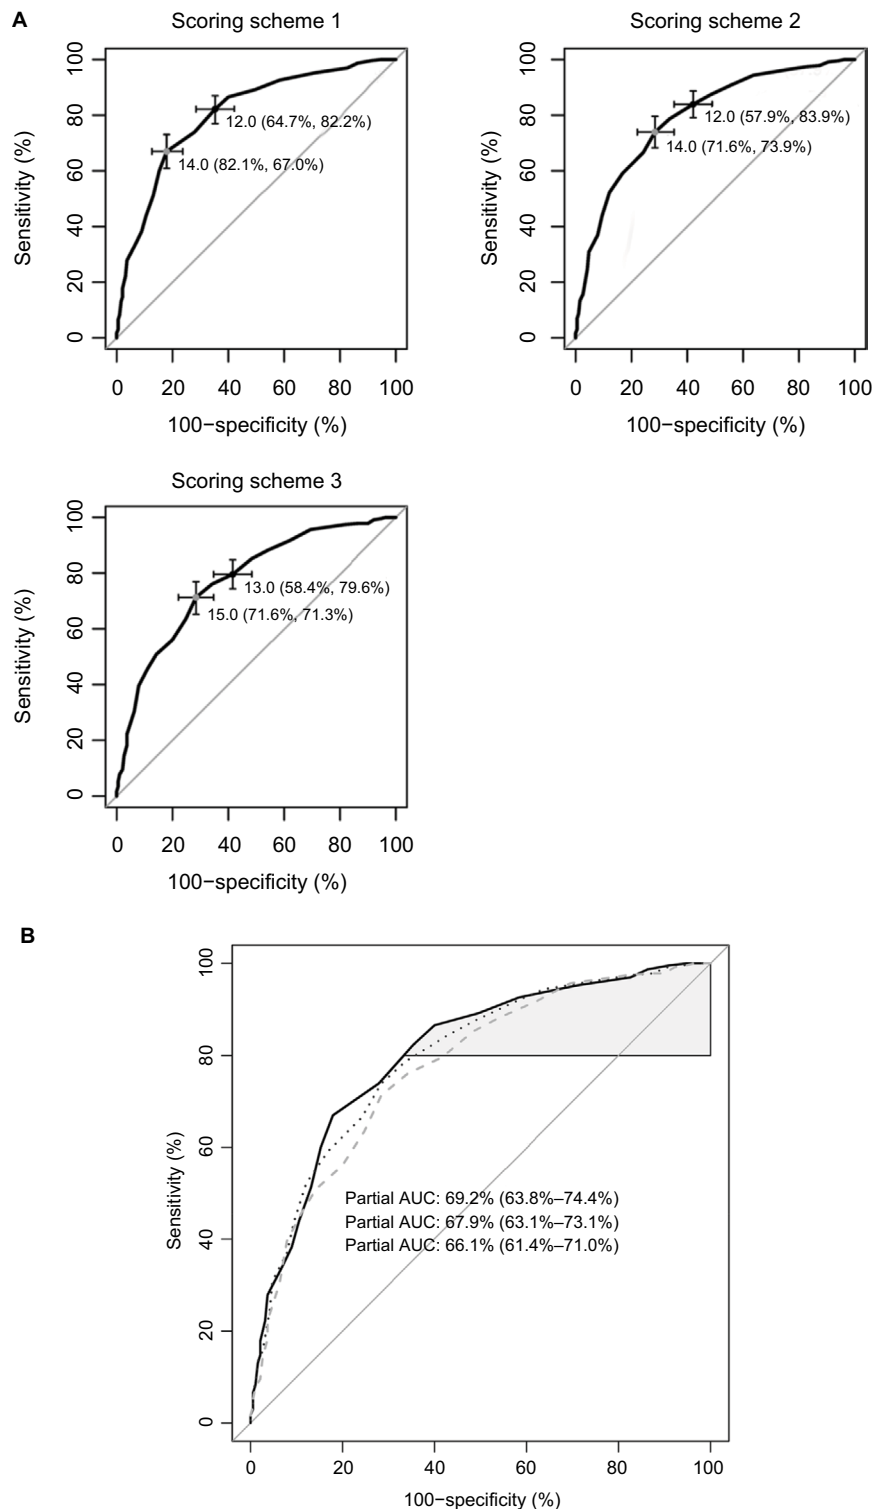 A
Scoring scheme 1
Sensitivity (%)
100
80
60
40
20
0
12.0 (64.7%, 82.2%)
14.0 (82.1%, 67.0%)
0 20 40 60 80 100
100−specificity (%)
Scoring scheme 2
Sensitivity (%)
100
80
60
40
20
0
12.0 (57.9%, 83.9%)
14.0 (71.6%, 73.9%)
0 20 40 60 80 100
100−specificity (%)
Scoring scheme 3
Sensitivity (%)
100
80
60
40
20
0
13.0 (58.4%, 79.6%)
15.0 (71.6%, 71.3%)
0 20 40 60 80 100
100−specificity (%)
B
Sensitivity (%)
100
80
60
40
20
0
Partial AUC: 69.2% (63.8%–74.4%)
Partial AUC: 67.9% (63.1%–73.1%)
Partial AUC: 66.1% (61.4%–71.0%)
0 20 40 60 80 100
100−specificity (%)